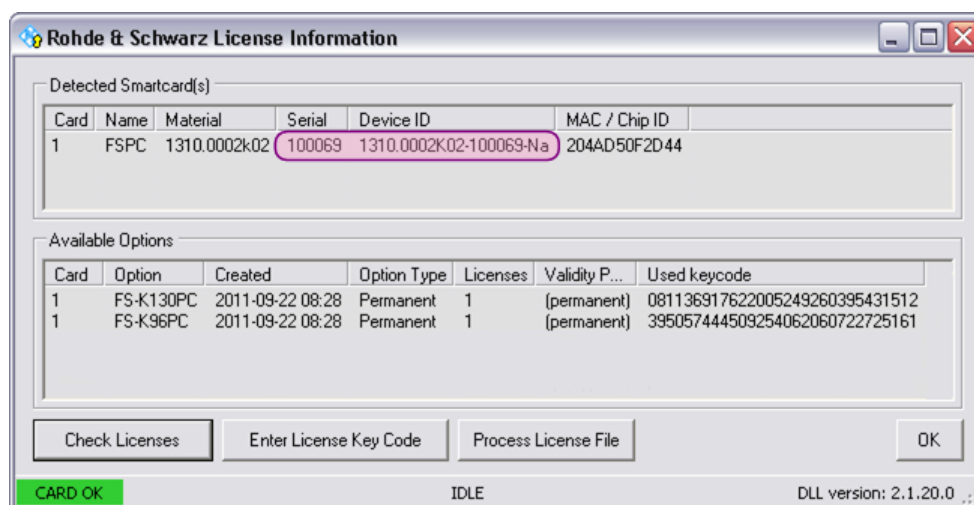 Rohde & Schwarz License Information
Detected Smartcard(s)
Card Name Material Serial Device ID MAC / Chip ID
1 FSPC 1310.0002k02 100069 1310.0002K02-100069-Na 204AD50F2D44
Available Options
Card Option Created Option Type Licenses Validity P... Used keycode
1 FS-K130PC 2011-09-22 08:28 Permanent 1 (permanent) 081136917622005249260395431512
1 FS-K96PC 2011-09-22 08:28 Permanent 1 (permanent) 395057444509254062060722725161
Check Licenses Enter License Key Code Process License File OK
CARD OK IDLE DLL version: 2.1.20.0